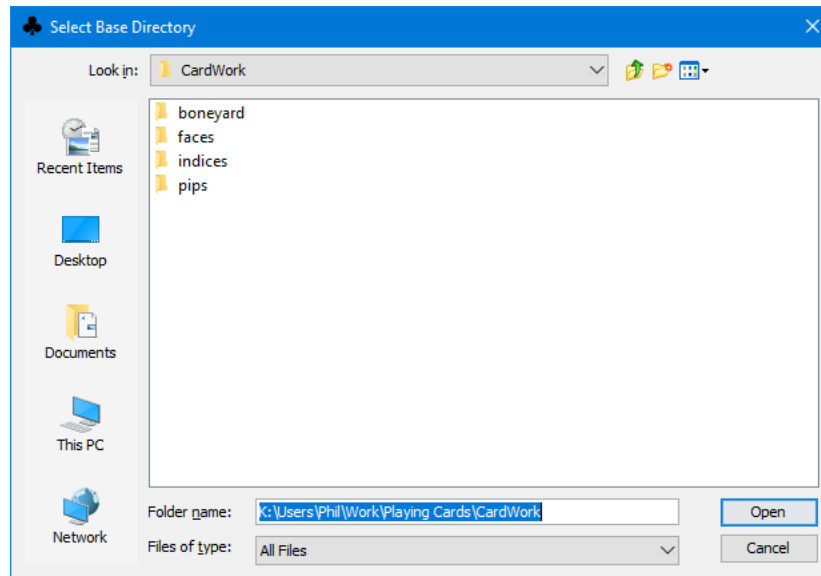 Select Base Directory
Look in: CardWork
boneyard
faces
indices
pips
Recent Items
Desktop
Documents
This PC
Network
Folder name: K:\Users\Phil\Work\Playing Cards\CardWork Open
Files of type: All Files Cancel